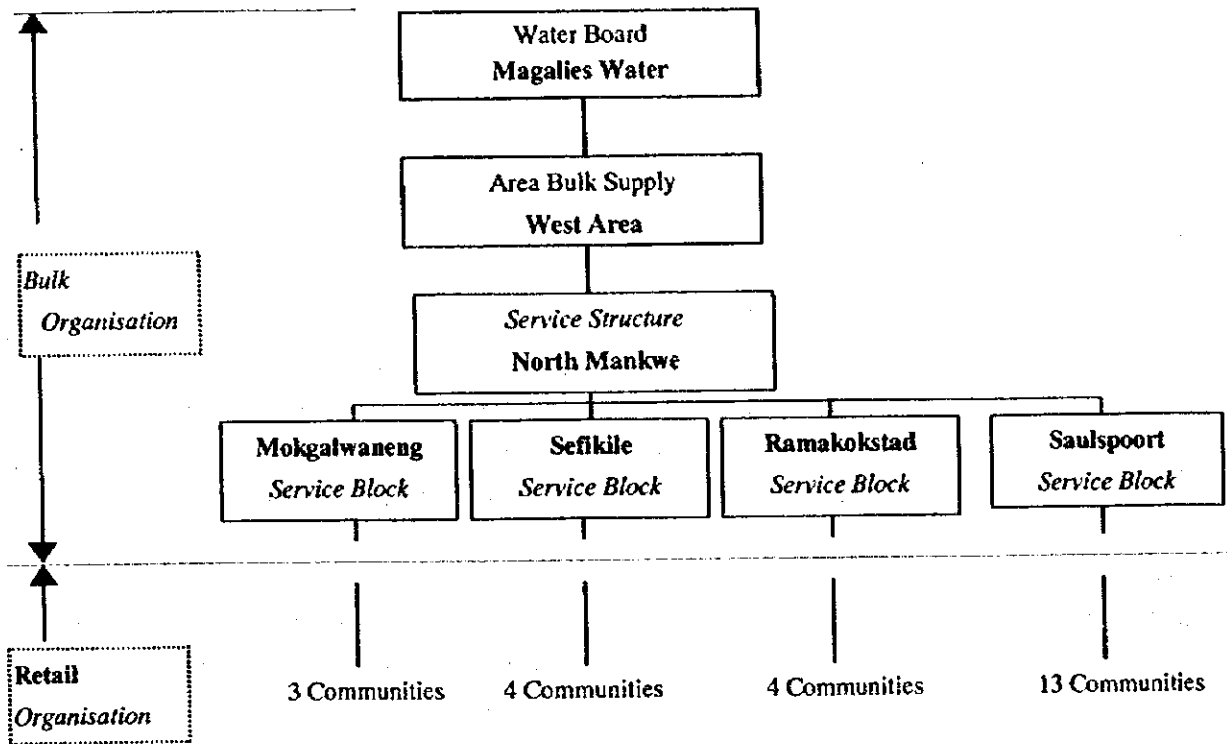 Water Board
Magalies Water
Area Bulk Supply
West Area
Bulk
Organisation
Service Structure
North Mankwe
Mokgalwaneng
Service Block
Sefikile
Service Block
Ramakokstad
Service Block
Saulspoort
Service Block
Retail
Organisation
3 Communities
4 Communities
4 Communities
13 Communities